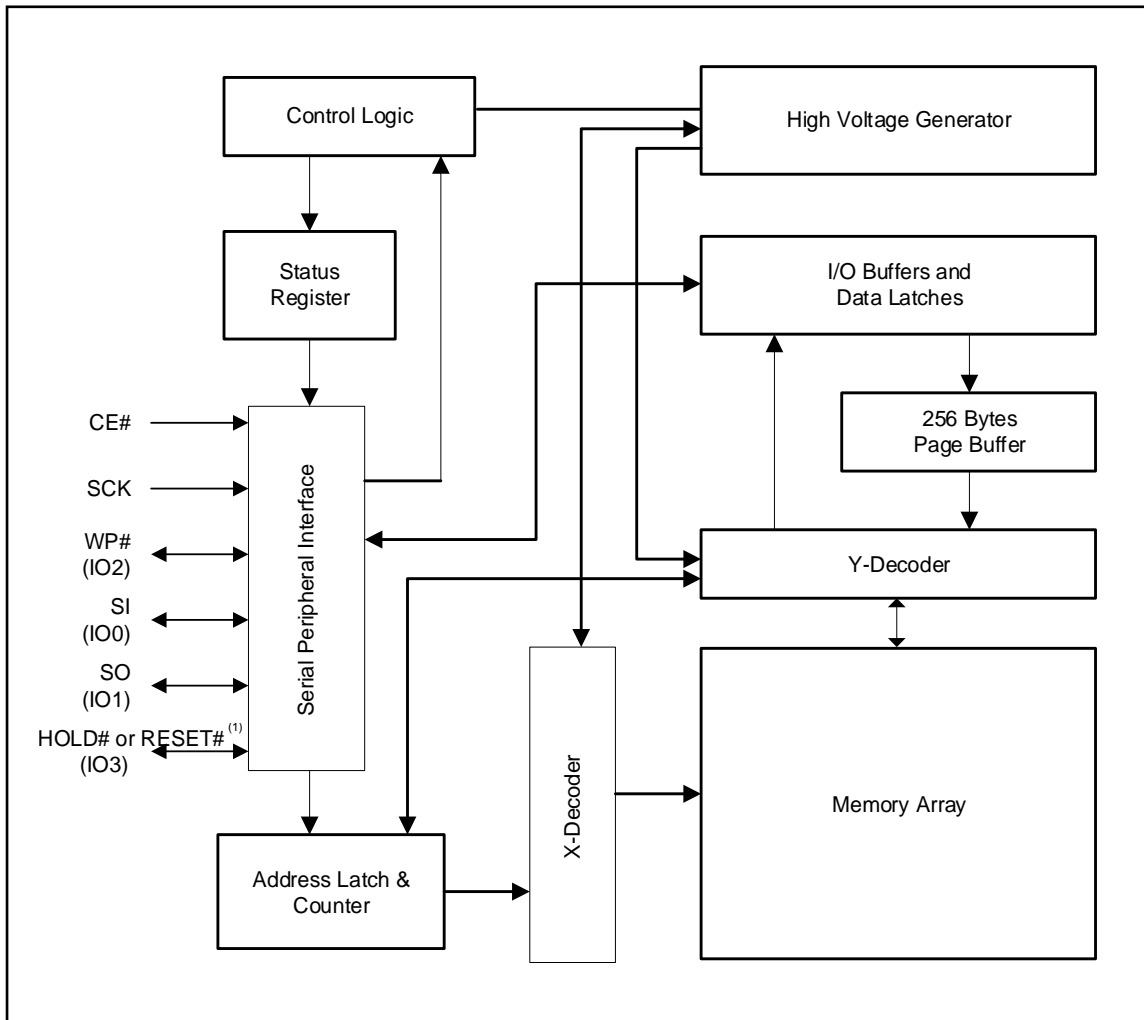 Control Logic
High Voltage Generator
Status
Register
I/O Buffers and
Data Latches
256 Bytes
Page Buffer
CE#
SCK
WP#
(IO2)
SI
(IO0)
SO
(IO1)
HOLD# or RESET# (1)
(IO3)
Serial Peripheral Interface
Y-Decoder
X-Decoder
Memory Array
Address Latch &
Counter